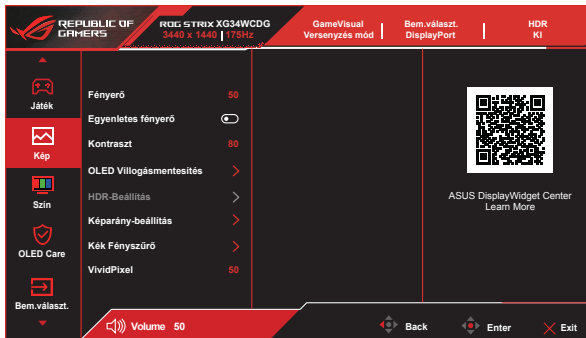 REPUBLIC OF
GAMERS
ROG STRIX XG34WCDG
3440 x 1440 | 175Hz
GameVisual
Versenyzés mód
Bem.választ.
DisplayPort
HDR
KI
Játék
Kép
Szín
OLED Care
Bem.választ.
Fényerő 50
Egyenletes fényerő
Kontraszt 80
OLED Villogásmentesítés
HDR-Beállítás
Képarány-beállítás
Kék Fényszűrő
VividPixel 50
ASUS DisplayWidget Center
Learn More
Volume 50
Back
Enter
Exit